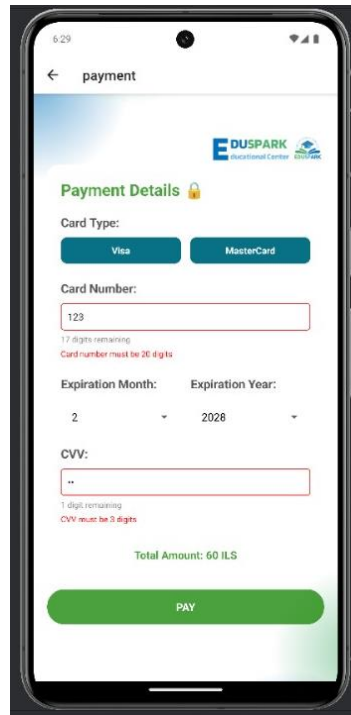 6:29
← payment
EDUSPARK
Educational Center EDUSPARK
Payment Details 🔒
Card Type:
Visa MasterCard
Card Number:
123
17 digits remaining
Card number must be 20 digits
Expiration Month: Expiration Year:
2 2028
CVV:
••
1 digit remaining
CVV must be 3 digits
Total Amount: 60 ILS
PAY